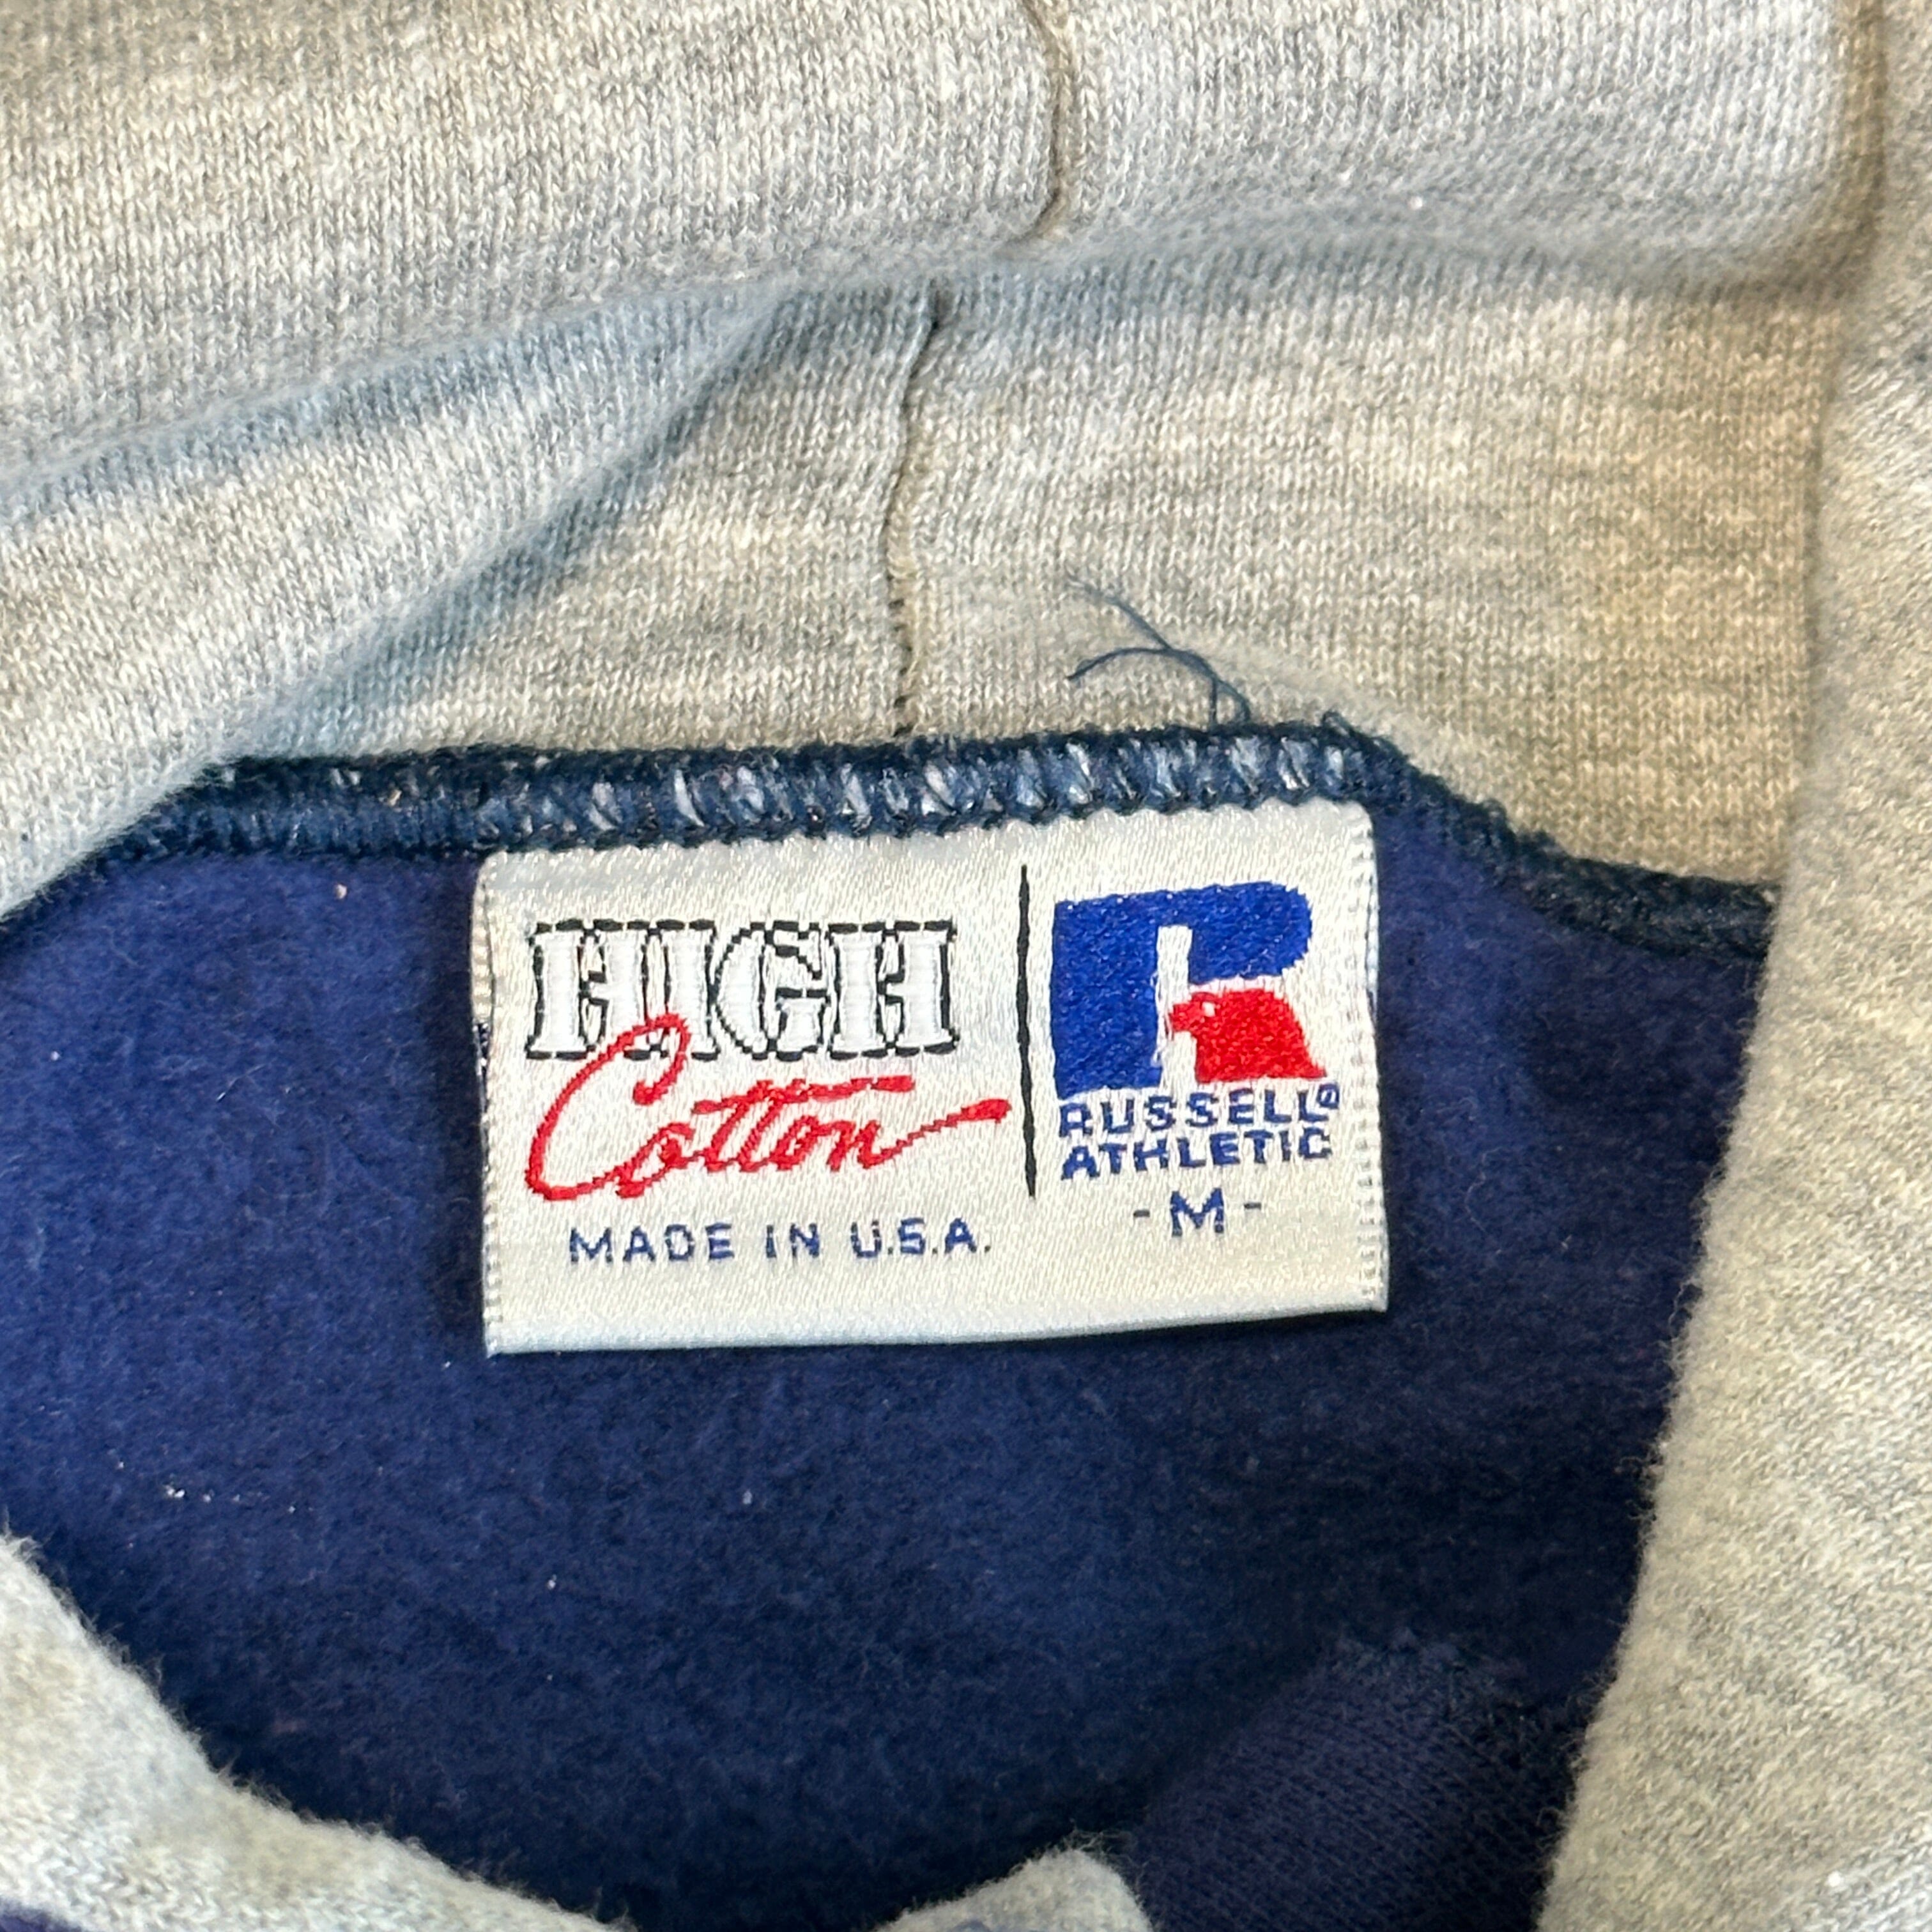 HIGH
Cotton
MADE IN U.S.A.
R
RUSSELL®
ATHLETIC
-M-